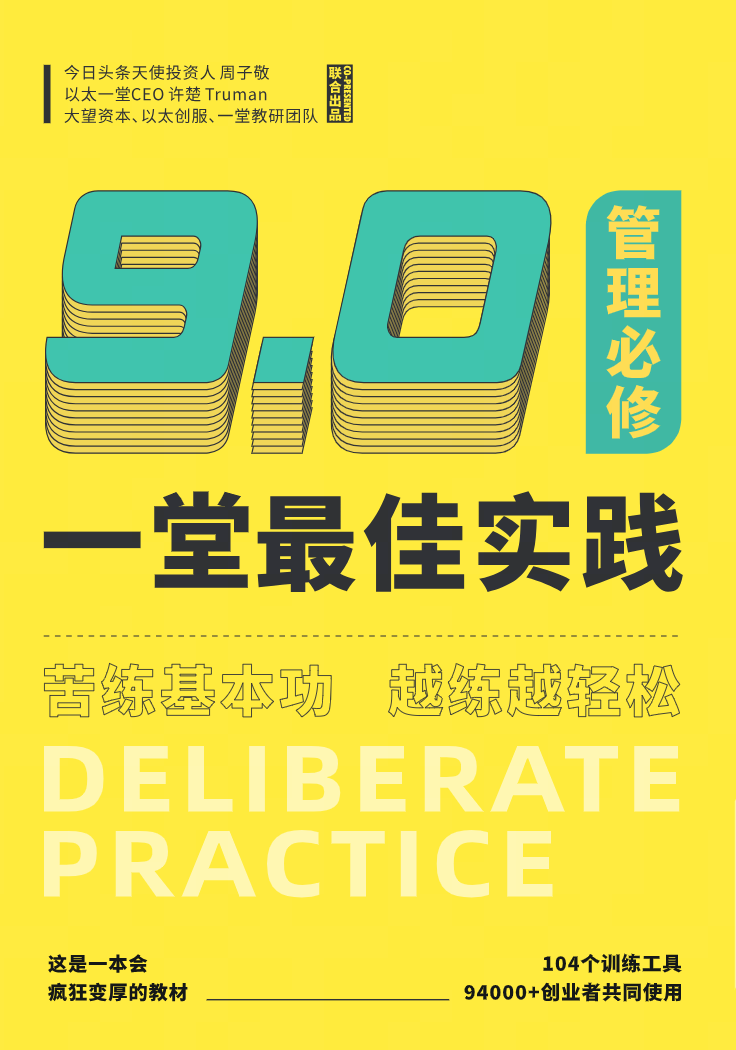 今日头条天使投资人 周子敬
以太一堂CEO 许楚 Truman
大望资本、以太创服、一堂教研团队
联合出品
CO-PRESENTED
9.0
管理必修
一堂最佳实践
苦练基本功 越练越轻松
DELIBERATE
PRACTICE
这是一本会
疯狂变厚的教材
104个训练工具
94000+创业者共同使用